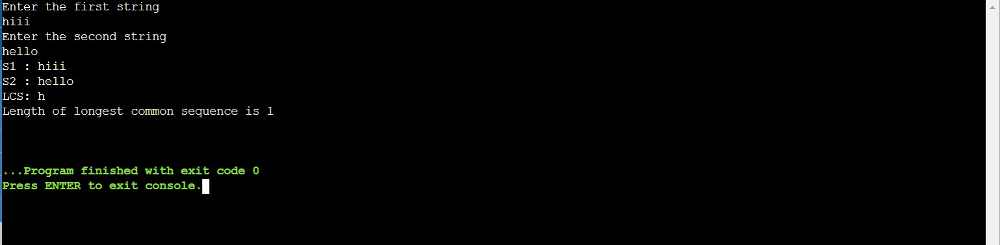 Enter the first string
hiii
Enter the second string
hello
S1 : hiii
S2 : hello
LCS: h
Length of longest common sequence is 1
...Program finished with exit code 0
Press ENTER to exit console.